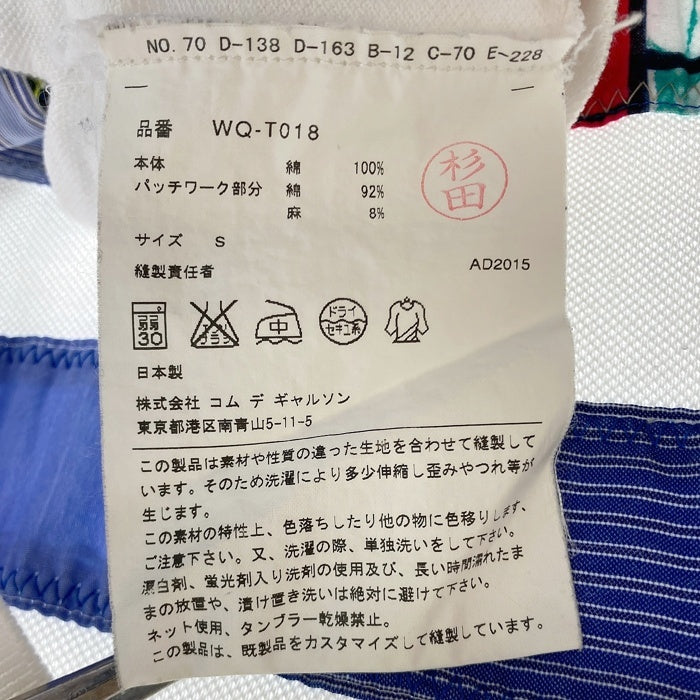 NO. 70 D-138 D-163 B-12 C-70 E-228
品番 WQ-T018
本体 綿 100%
パッチワーク部分 綿 92%
麻 8%
杉田
サイズ S
縫製責任者 AD2015
弱 30 エンソ サラシ 中 ドライ セキユ系
日本製
株式会社 コム デ ギャルソン
東京都港区南青山5-11-5
この製品は素材や性質の違った生地を合わせて縫製して
います。そのため洗濯により多少伸縮し歪みやつれ等が
生じます。
この素材の特性上、色落ちしたり他の物に色移りします。
ご注意下さい。又、洗濯の際、単独洗いをして下さい。
漂白剤、蛍光剤入り洗剤の使用及び、長い時間濡れたま
まの放置や、漬け置き洗いは絶対に避けて下さい。
ネット使用、タンブラー乾燥禁止。
この製品は、既製品をカスタマイズして縫製しています。